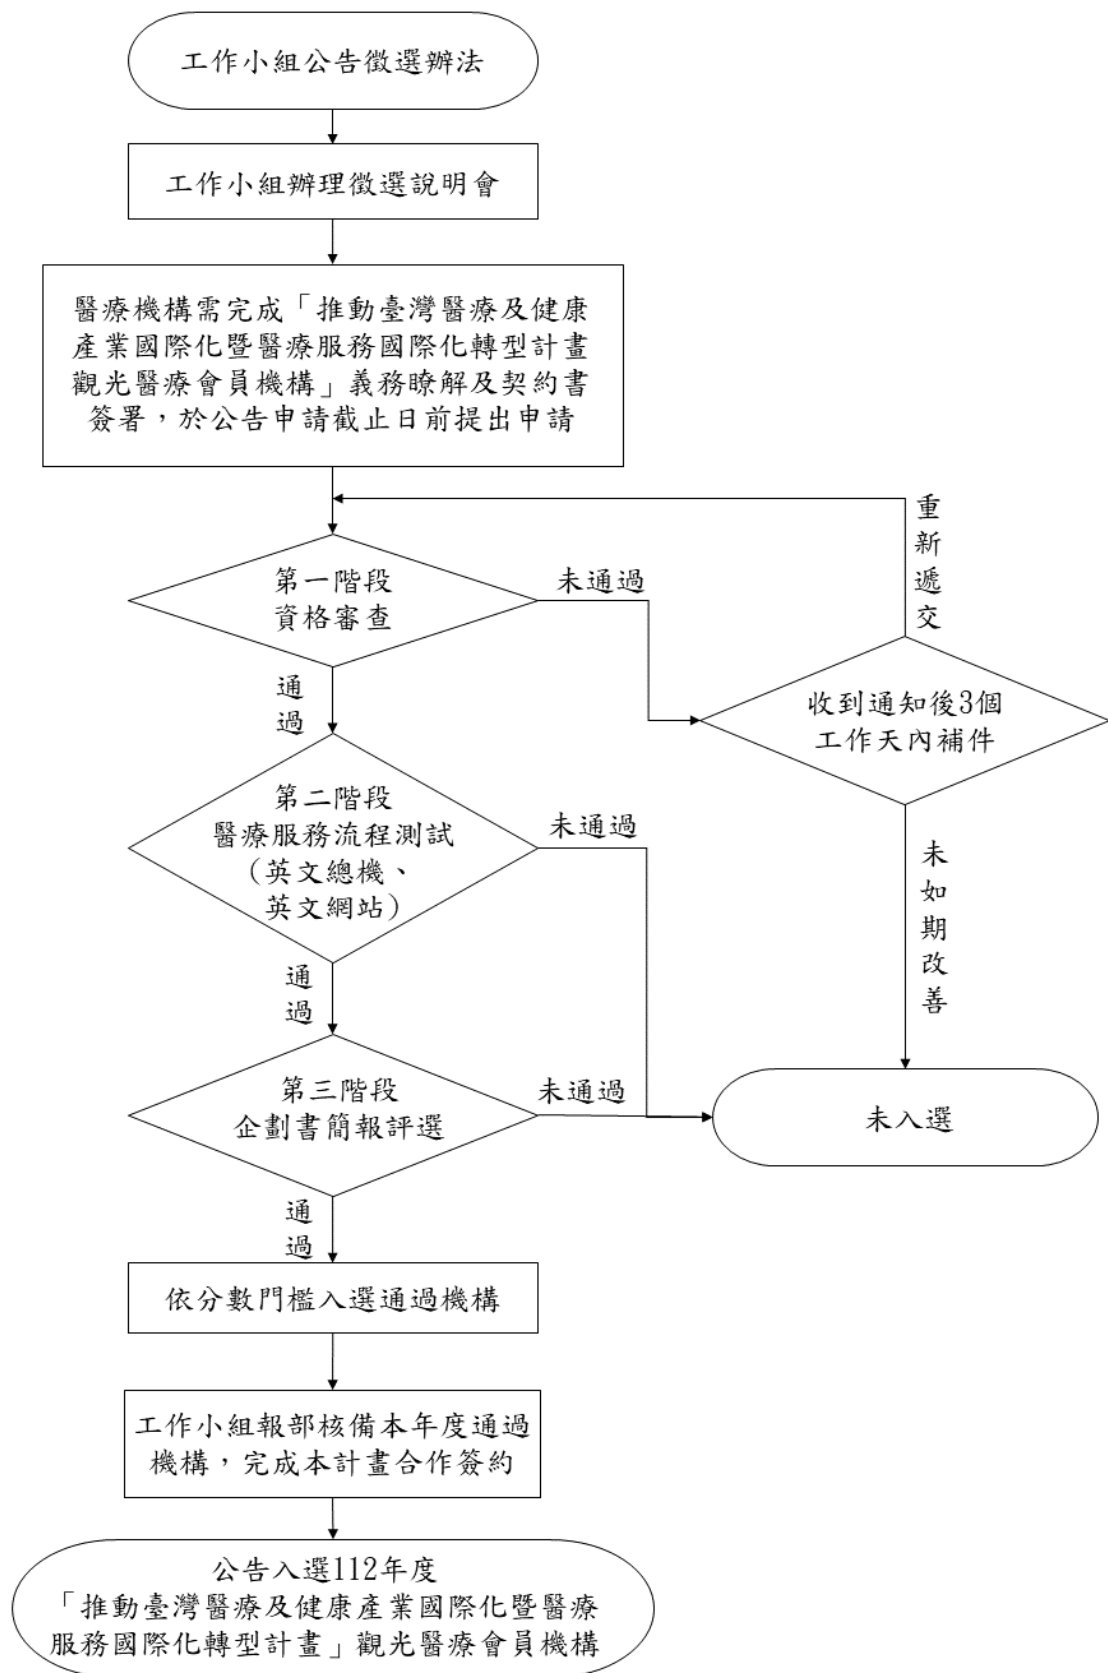 工作小組公告徵選辦法
工作小組辦理徵選說明會
醫療機構需完成「推動臺灣醫療及健康
產業國際化暨醫療服務國際化轉型計畫
觀光醫療會員機構」義務瞭解及契約書
簽署，於公告申請截止日前提出申請
重新遞交
第一階段
資格審查
未通過
通過
收到通知後3個
工作天內補件
第二階段
醫療服務流程測試
（英文總機、
英文網站）
未通過
未如期改善
通過
第三階段
企劃書簡報評選
未通過
未入選
通過
依分數門檻入選通過機構
工作小組報部核備本年度通過
機構，完成本計畫合作簽約
公告入選112年度
「推動臺灣醫療及健康產業國際化暨醫療
服務國際化轉型計畫」觀光醫療會員機構